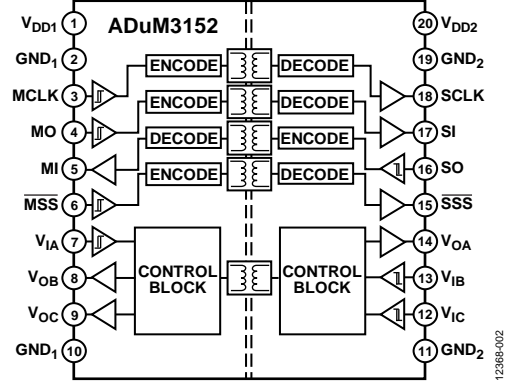 ADuM3152
VDD1 1
GND1 2
MCLK 3
MO 4
MI 5
MSS 6
VIA 7
VOB 8
VOC 9
GND1 10
ENCODE DECODE
ENCODE DECODE
DECODE ENCODE
ENCODE DECODE
CONTROL BLOCK
CONTROL BLOCK
20 VDD2
19 GND2
18 SCLK
17 SI
16 SO
15 SSS
14 VOA
13 VIB
12 VIC
11 GND2
12368-002